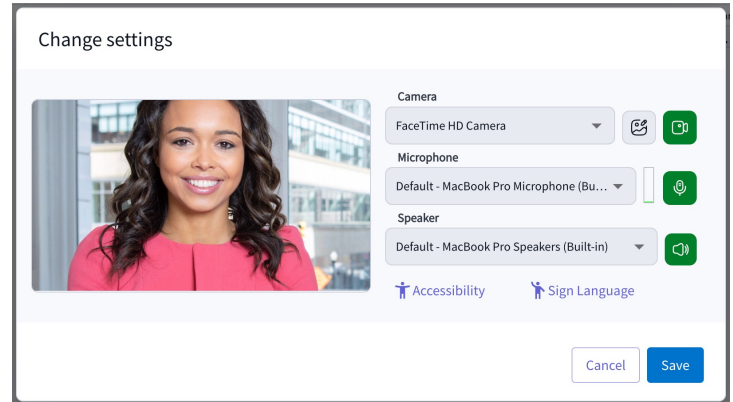 Change settings
Camera
FaceTime HD Camera
Microphone
Default - MacBook Pro Microphone (Bu...
Speaker
Default - MacBook Pro Speakers (Built-in)
Accessibility Sign Language
Cancel Save